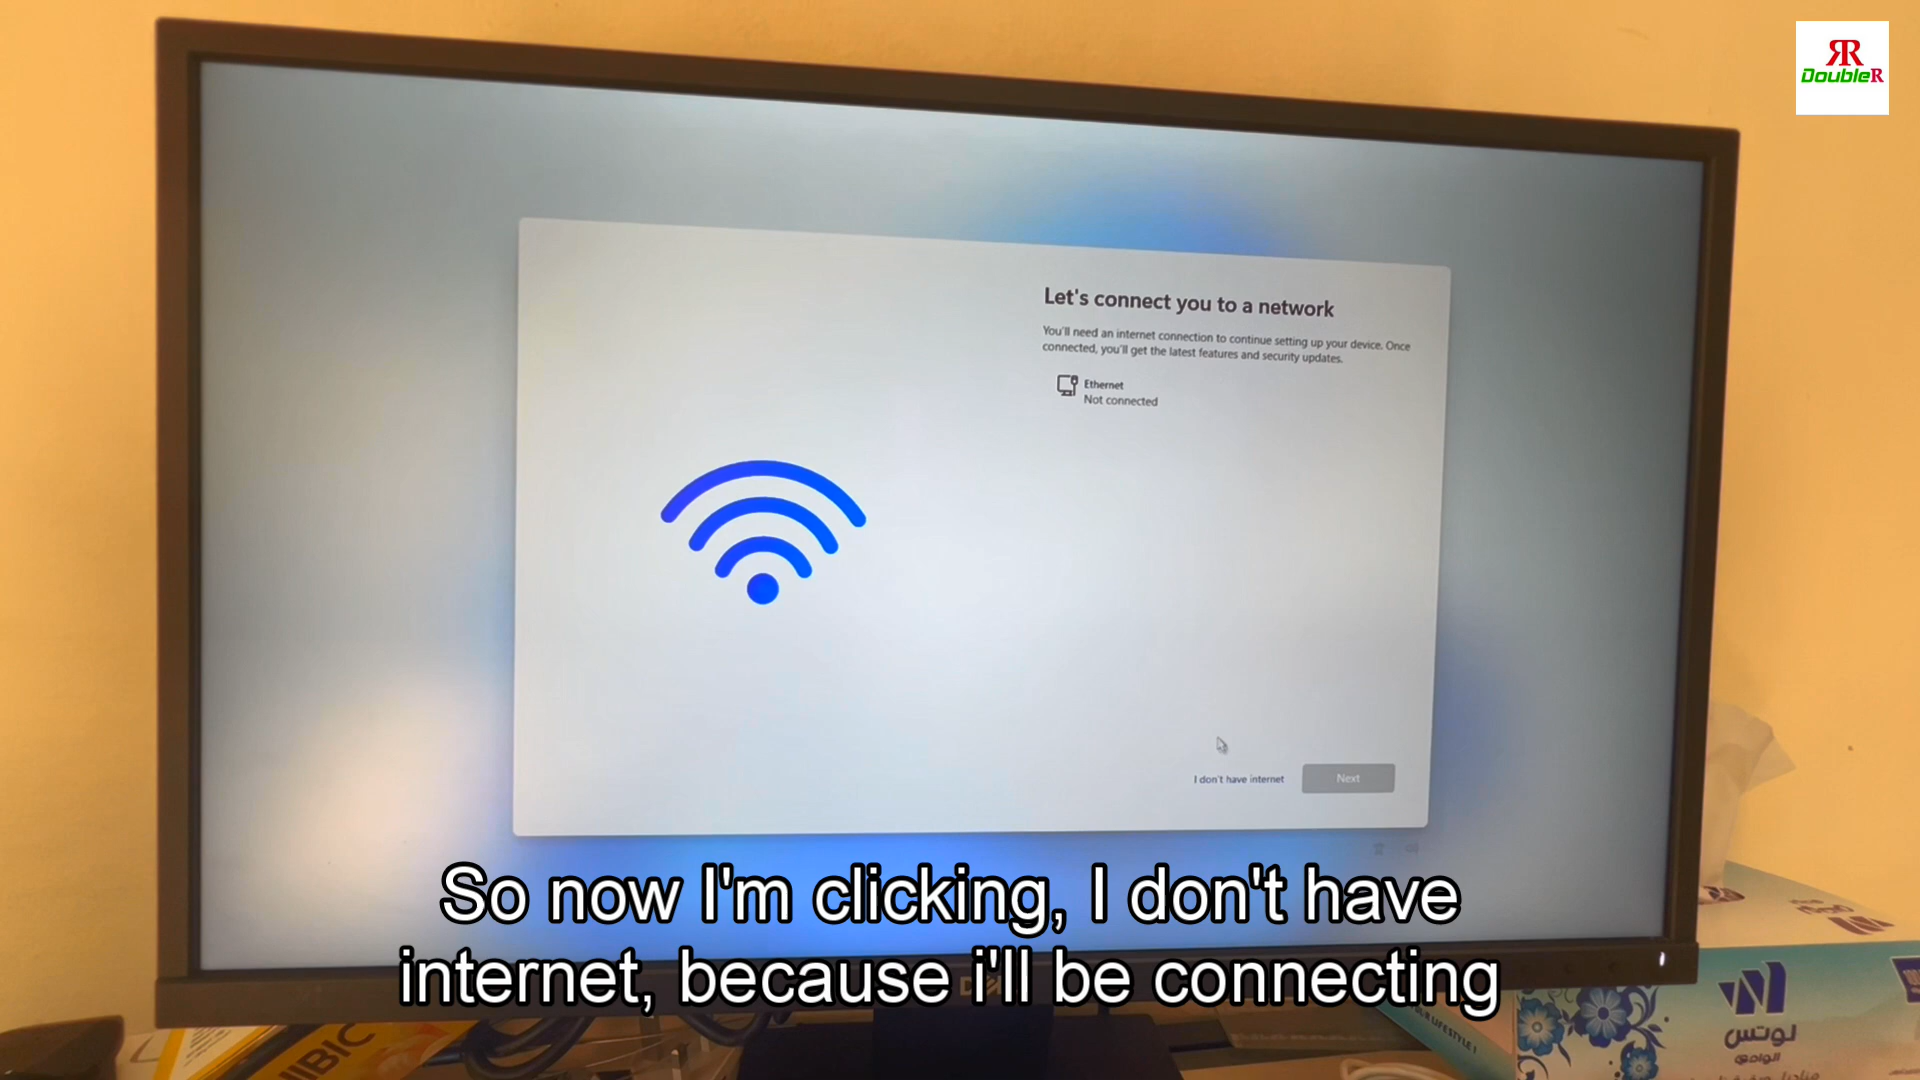 RR
DoubleR
Let's connect you to a network
You'll need an internet connection to continue setting up your device. Once
connected, you'll get the latest features and security updates.
Ethernet
Not connected
I don't have internet
Next
So now I'm clicking, I don't have
internet, because i'll be connecting
لوتس
الوادي